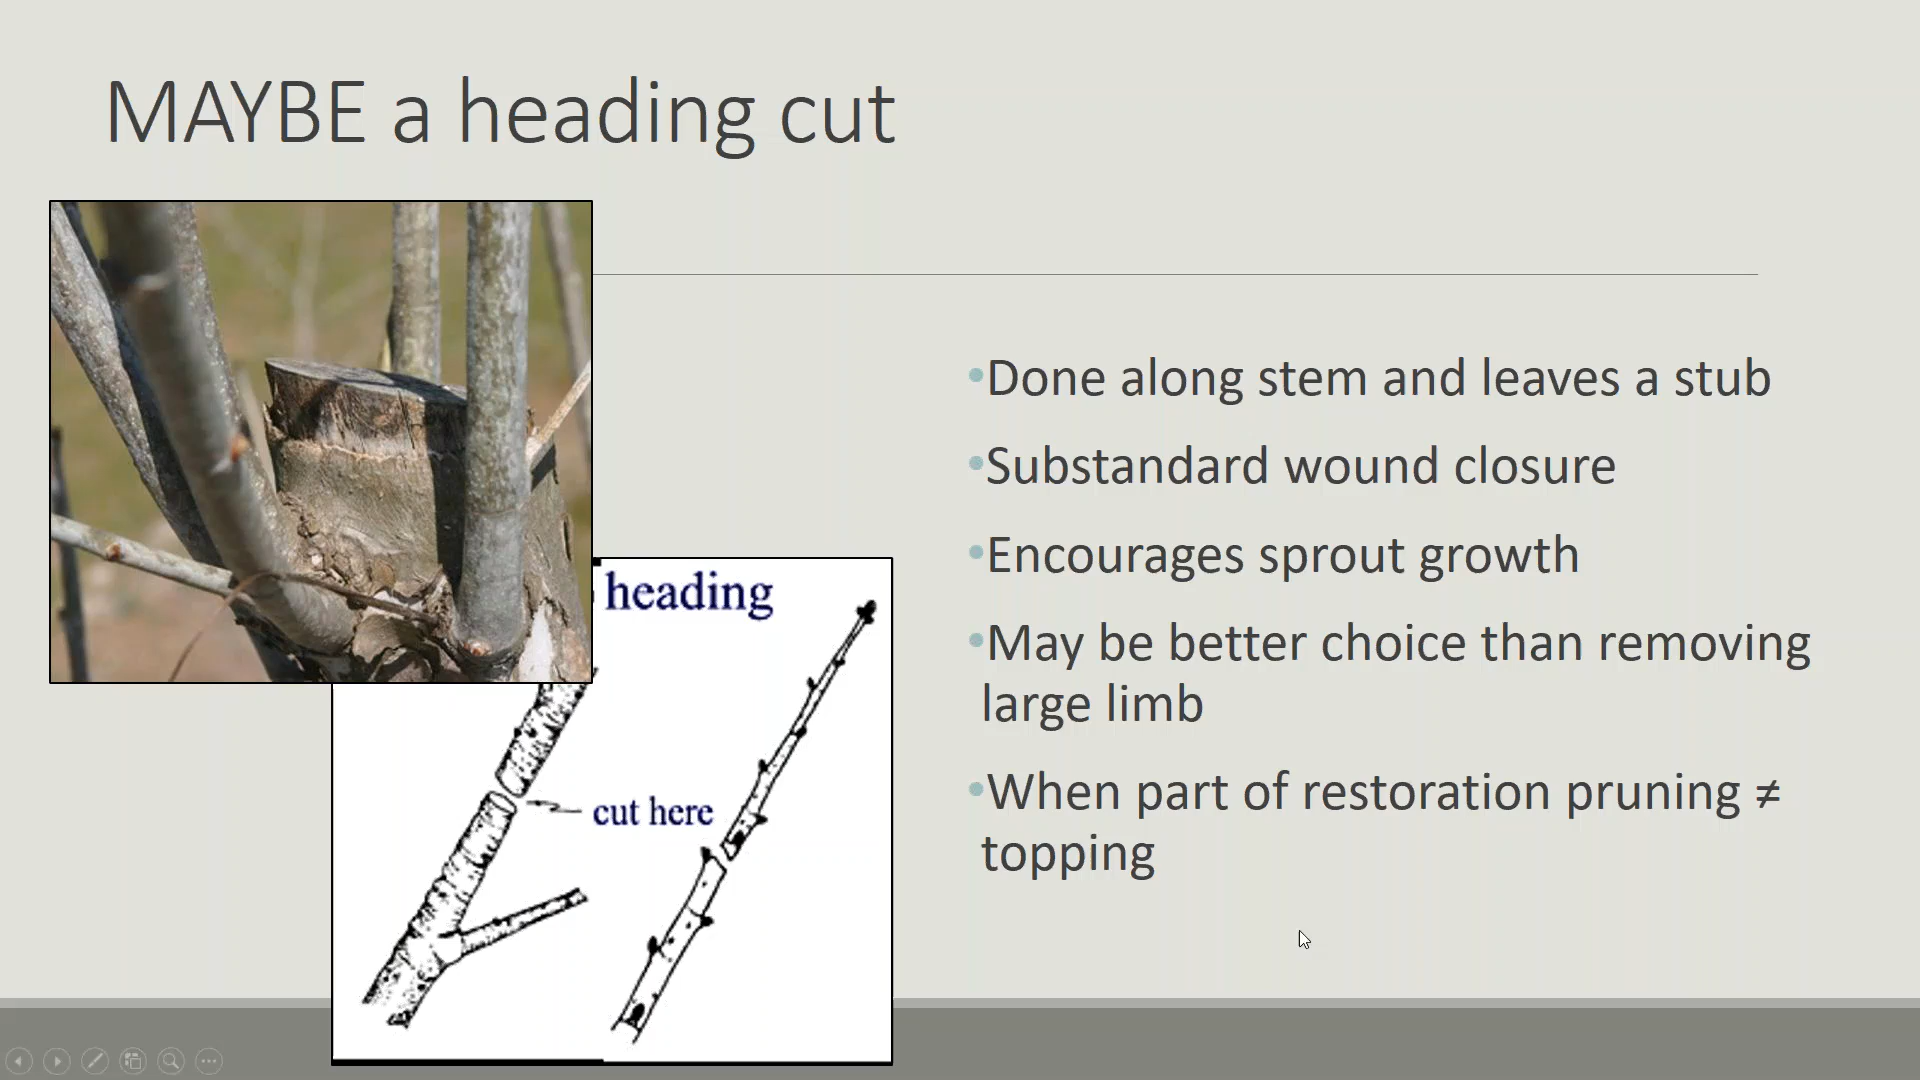 MAYBE a heading cut
•Done along stem and leaves a stub
•Substandard wound closure
•Encourages sprout growth
•May be better choice than removing
large limb
•When part of restoration pruning ≠
topping
heading
cut here